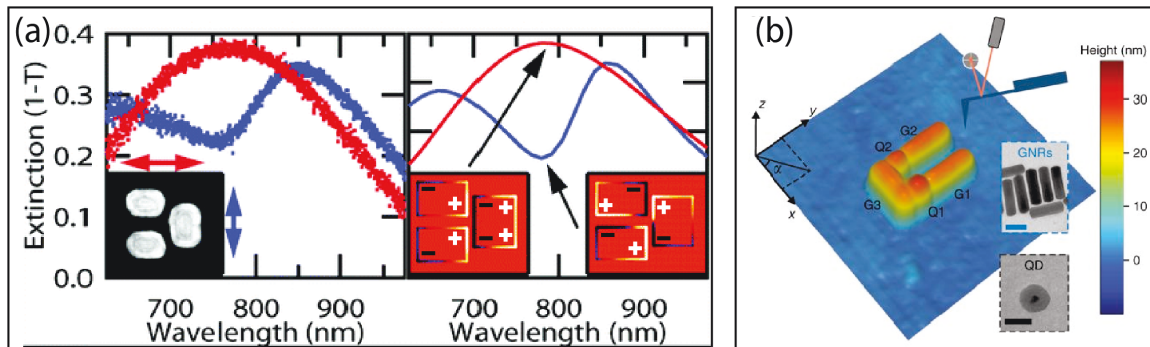 (a)
Extinction (1-T)
0.4
0.3
0.2
0.1
0.0
700 800 900
Wavelength (nm)
− + −
− + +
− + −
− + +
+ − +
− + −
700 800 900
Wavelength (nm)
(b)
Height (nm)
30
20
10
0
z
y
x
α
G2
Q2
G1
Q1
G3
GNRs
QD